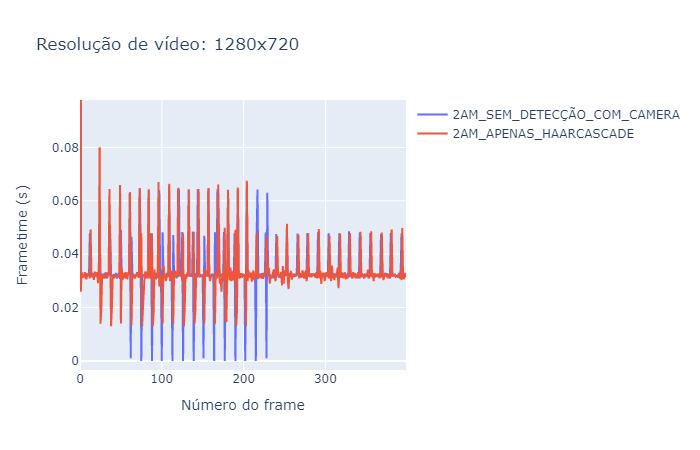 Resolução de vídeo: 1280x720
2AM_SEM_DETECÇÃO_COM_CAMERA
2AM_APENAS_HAARCASCADE
Frametime (s)
0.08
0.06
0.04
0.02
0
0 100 200 300
Número do frame